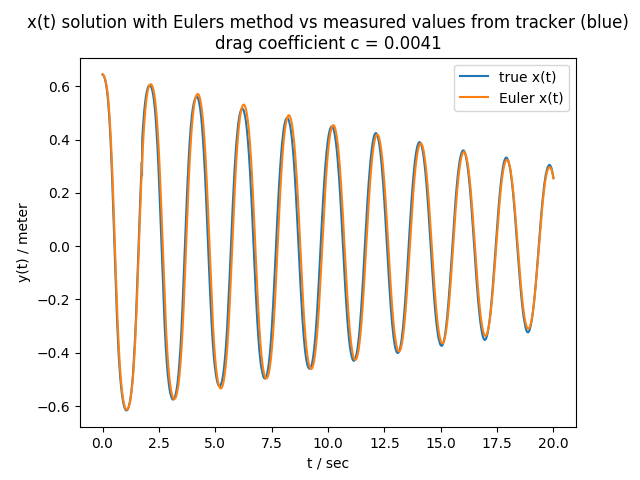 x(t) solution with Eulers method vs measured values from tracker (blue)
drag coefficient c = 0.0041
true x(t)
Euler x(t)
y(t) / meter
0.6
0.4
0.2
0.0
−0.2
−0.4
−0.6
0.0 2.5 5.0 7.5 10.0 12.5 15.0 17.5 20.0
t / sec